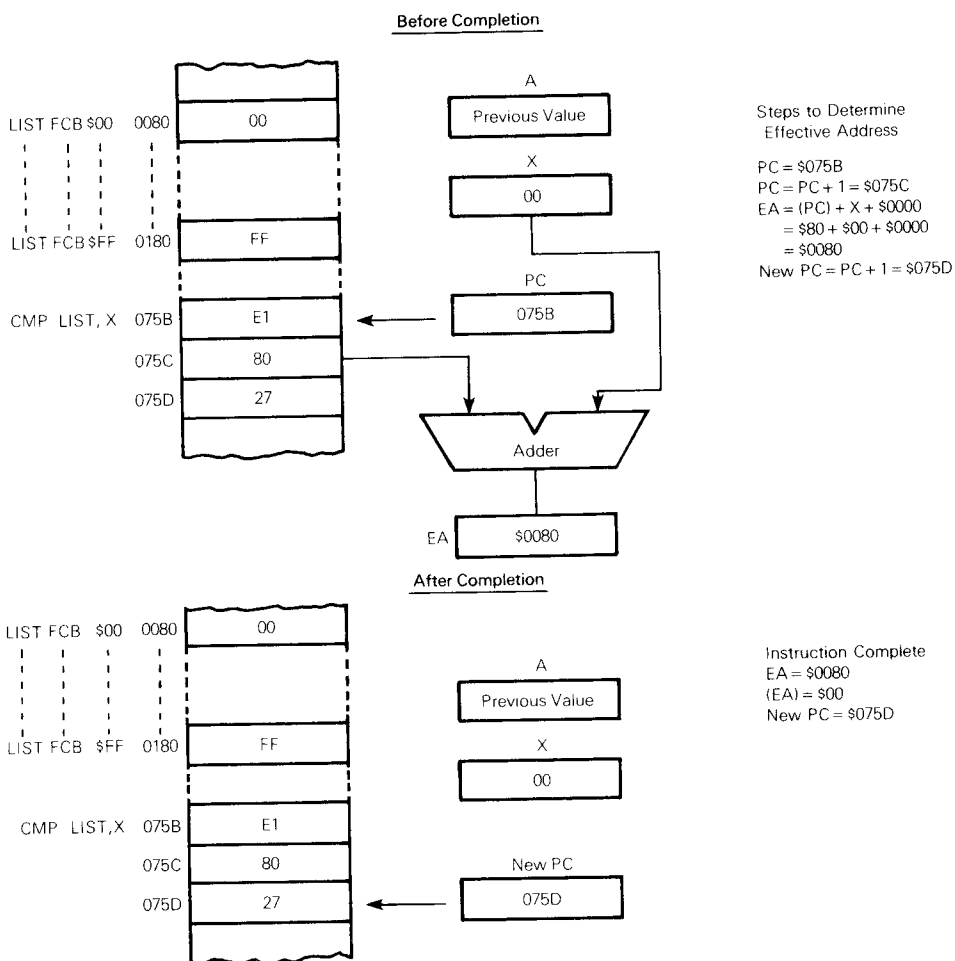 Before Completion
LIST FCB $00 0080 00
LIST FCB $FF 0180 FF
CMP LIST, X 075B E1
075C 80
075D 27
A
Previous Value
X
00
PC
075B
Adder
EA $0080
Steps to Determine
Effective Address
PC = $075B
PC = PC + 1 = $075C
EA = (PC) + X + $0000
= $80 + $00 + $0000
= $0080
New PC = PC + 1 = $075D
After Completion
LIST FCB $00 0080 00
LIST FCB $FF 0180 FF
CMP LIST,X 075B E1
075C 80
075D 27
A
Previous Value
X
00
New PC
075D
Instruction Complete
EA = $0080
(EA) = $00
New PC = $075D